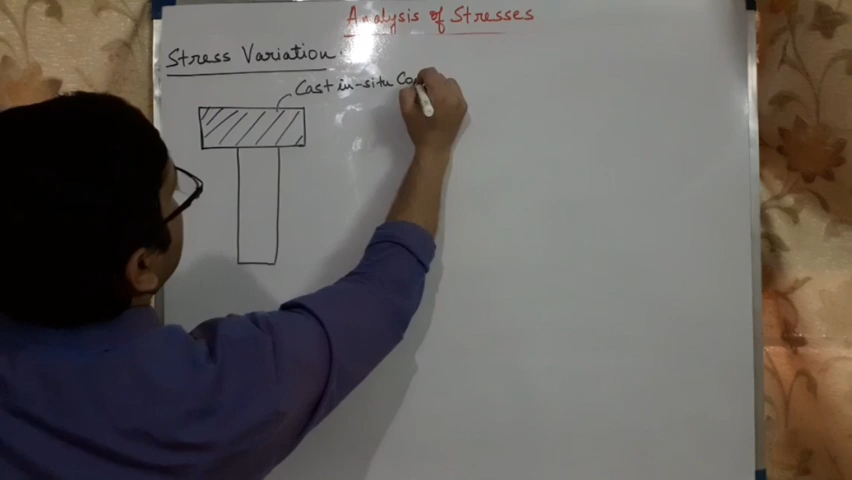 Analysis of Stresses
Stress Variation
Cast in-situ